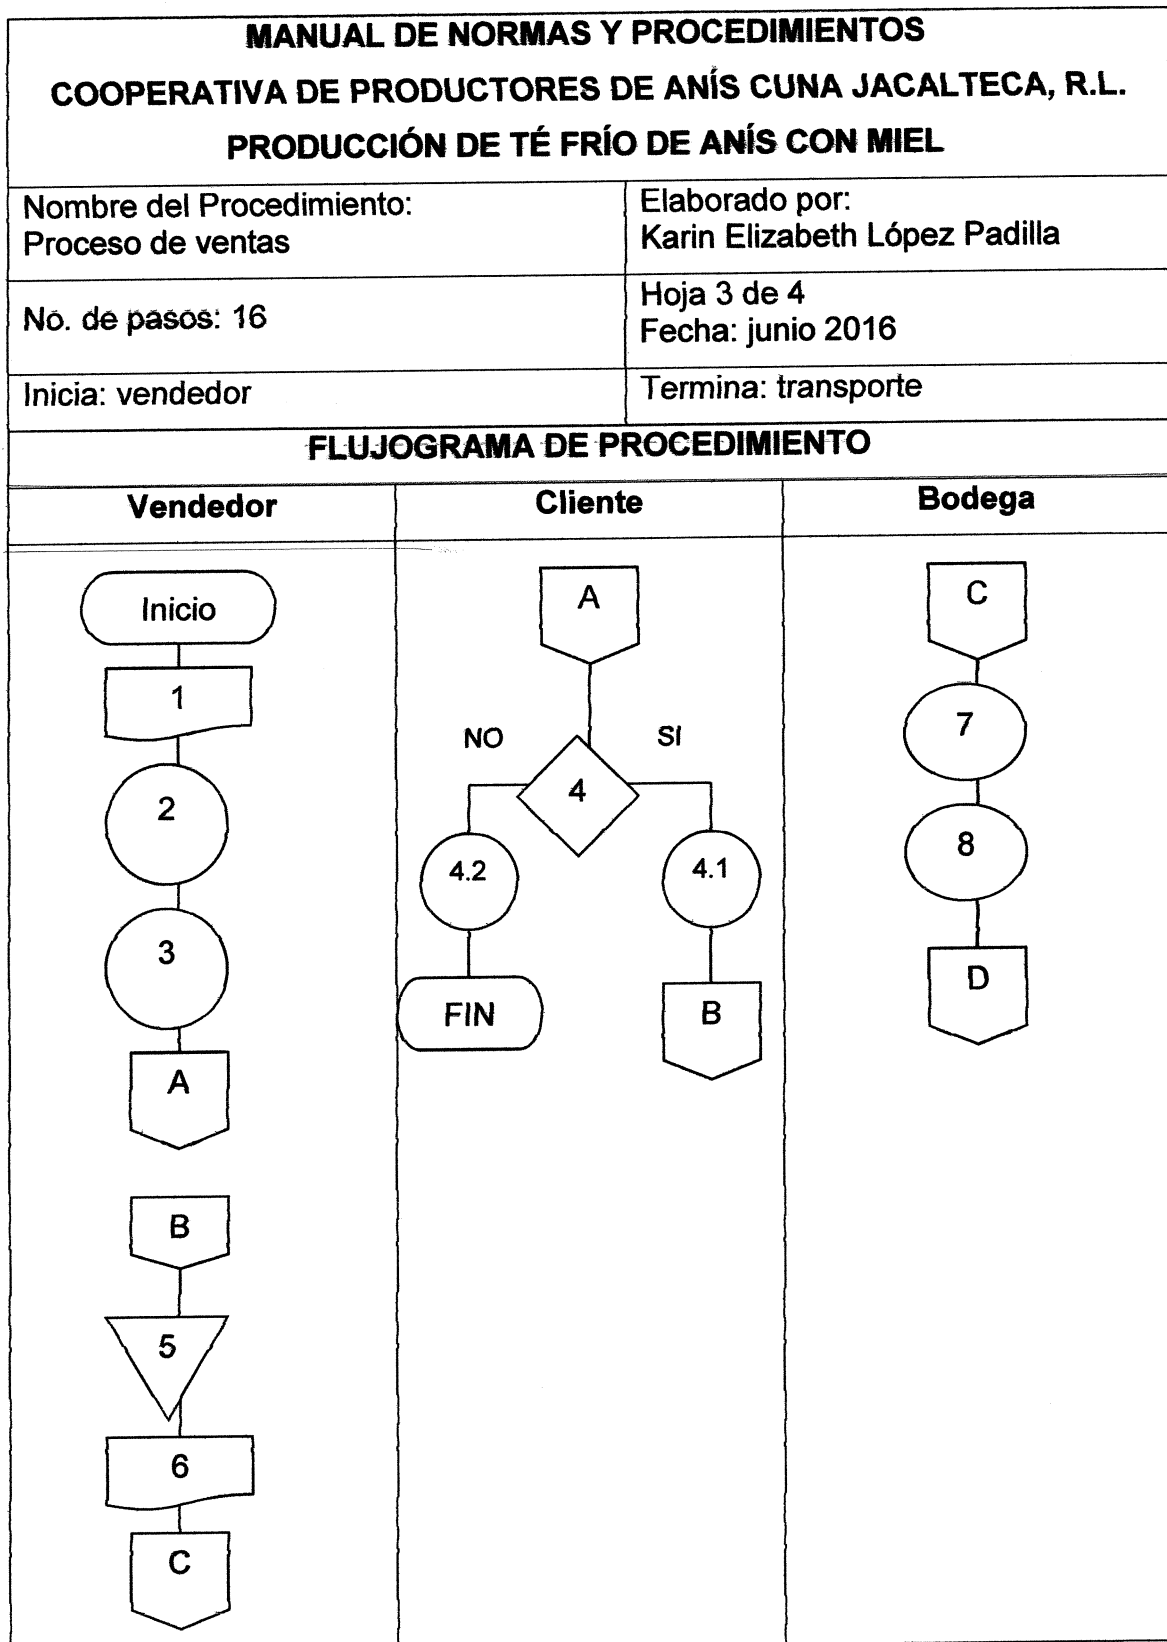 MANUAL DE NORMAS Y PROCEDIMIENTOS
COOPERATIVA DE PRODUCTORES DE ANÍS CUNA JACALTECA, R.L.
PRODUCCIÓN DE TÉ FRÍO DE ANÍS CON MIEL
Nombre del Procedimiento:
Proceso de ventas
Elaborado por:
Karin Elizabeth López Padilla
No. de pasos: 16
Hoja 3 de 4
Fecha: junio 2016
Inicia: vendedor
Termina: transporte
FLUJOGRAMA DE PROCEDIMIENTO
Vendedor
Cliente
Bodega
Inicio
1
2
3
A
B
5
6
C
A
NO
SI
4
4.2
4.1
FIN
B
C
7
8
D